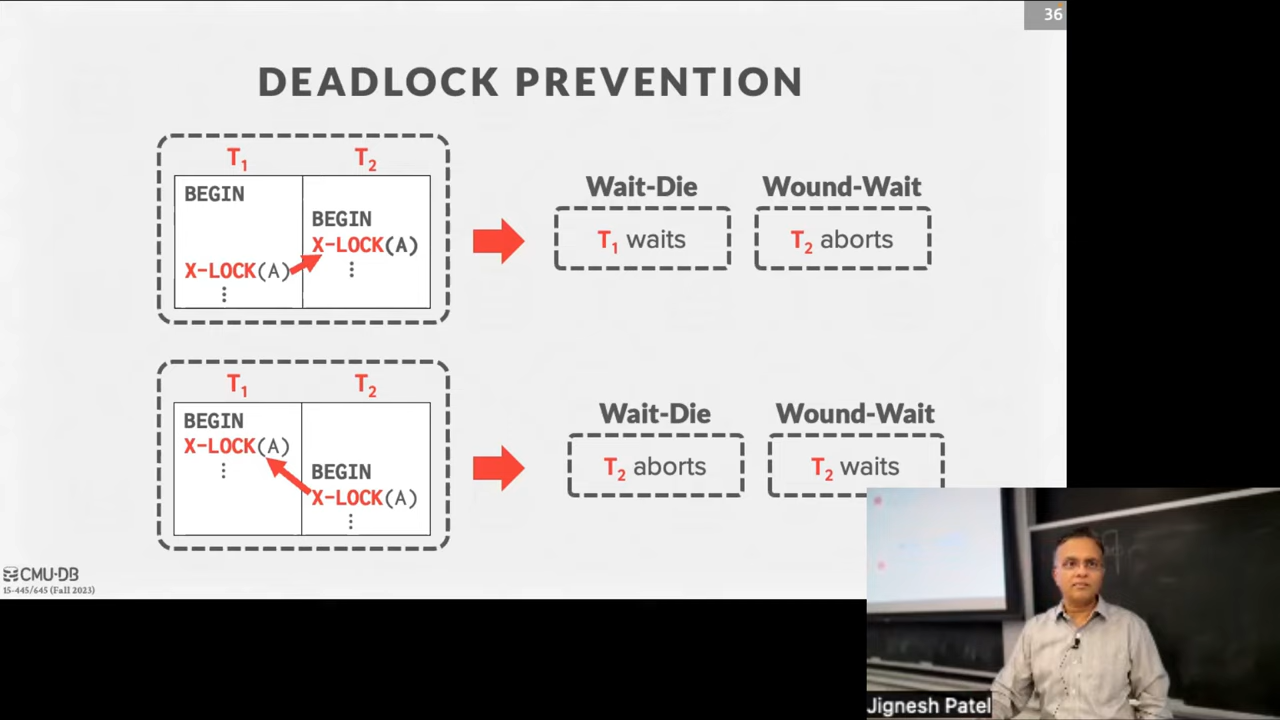 36
DEADLOCK PREVENTION
T1 T2
BEGIN
BEGIN
X-LOCK(A)
X-LOCK(A)
⋮
⋮
Wait-Die Wound-Wait
T1 waits T2 aborts
T1 T2
BEGIN
X-LOCK(A)
⋮
BEGIN
X-LOCK(A)
⋮
Wait-Die Wound-Wait
T2 aborts T2 waits
CMU·DB
15-445/645 (Fall 2023)
Jignesh Patel